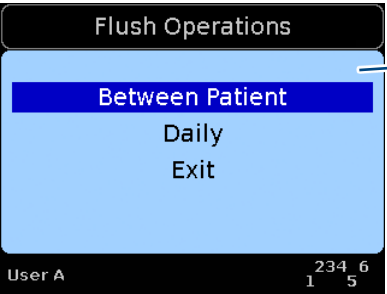 Flush Operations
Between Patient
Daily
Exit
User A
1 234 5 6